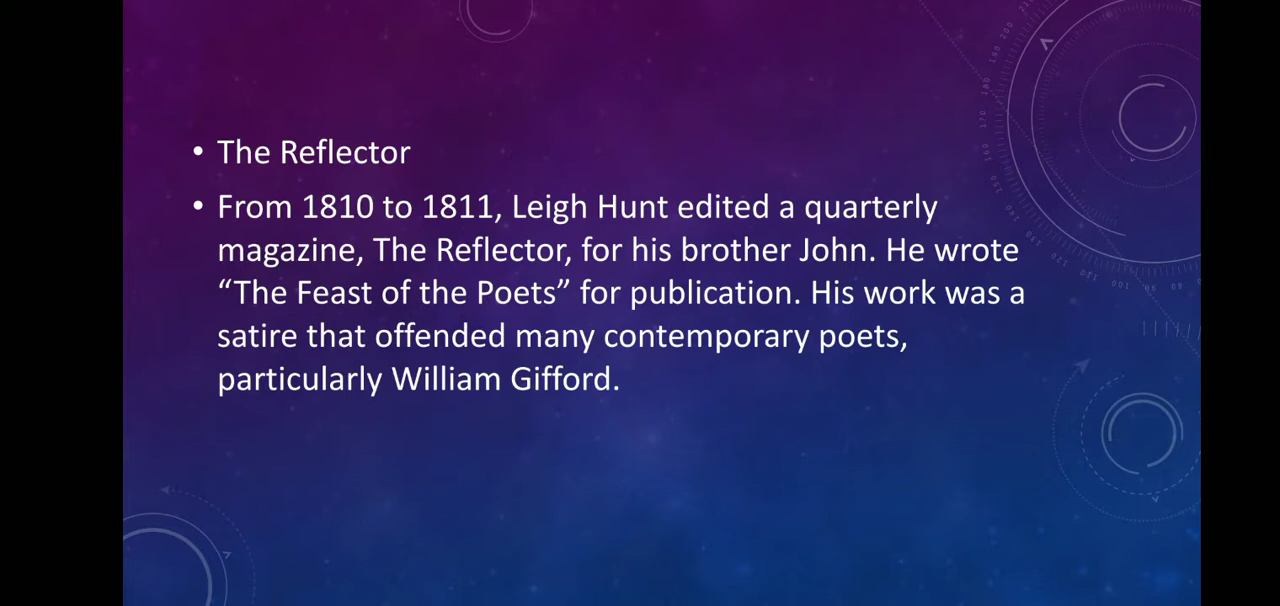 • The Reflector
• From 1810 to 1811, Leigh Hunt edited a quarterly
magazine, The Reflector, for his brother John. He wrote
“The Feast of the Poets” for publication. His work was a
satire that offended many contemporary poets,
particularly William Gifford.